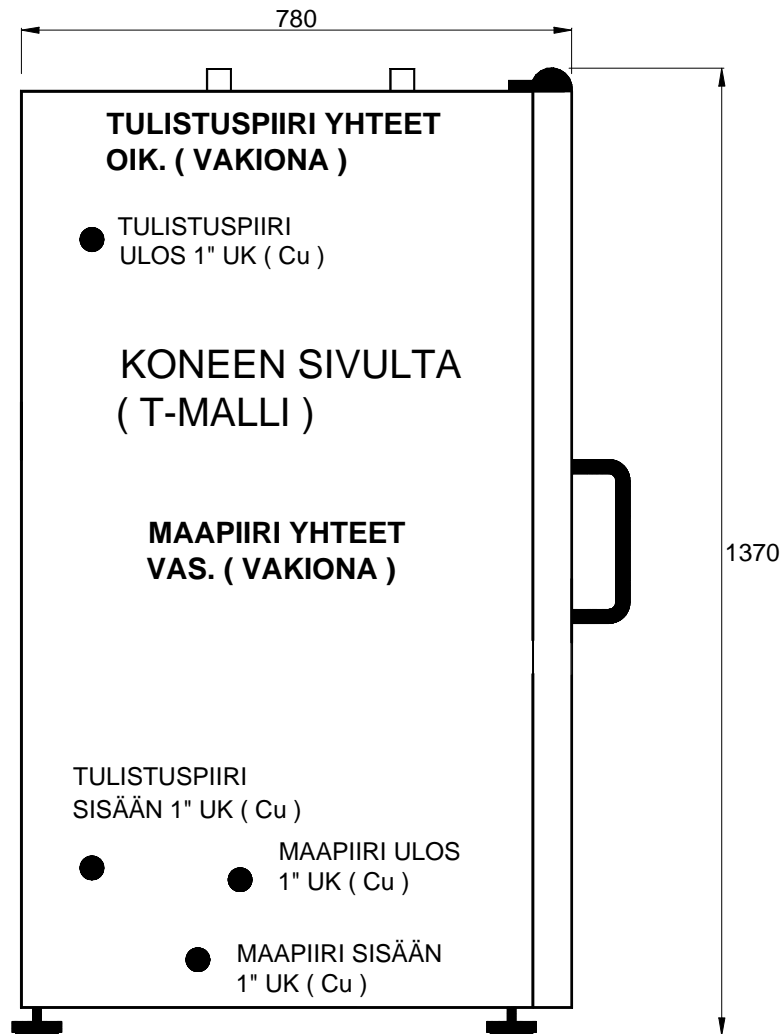 780
TULISTUSPIIRI YHTEET
OIK. ( VAKIONA )
TULISTUSPIIRI
ULOS 1" UK ( Cu )
KONEEN SIVULTA
( T-MALLI )
MAAPIIRI YHTEET
VAS. ( VAKIONA )
1370
TULISTUSPIIRI
SISÄÄN 1" UK ( Cu )
MAAPIIRI ULOS
1" UK ( Cu )
MAAPIIRI SISÄÄN
1" UK ( Cu )